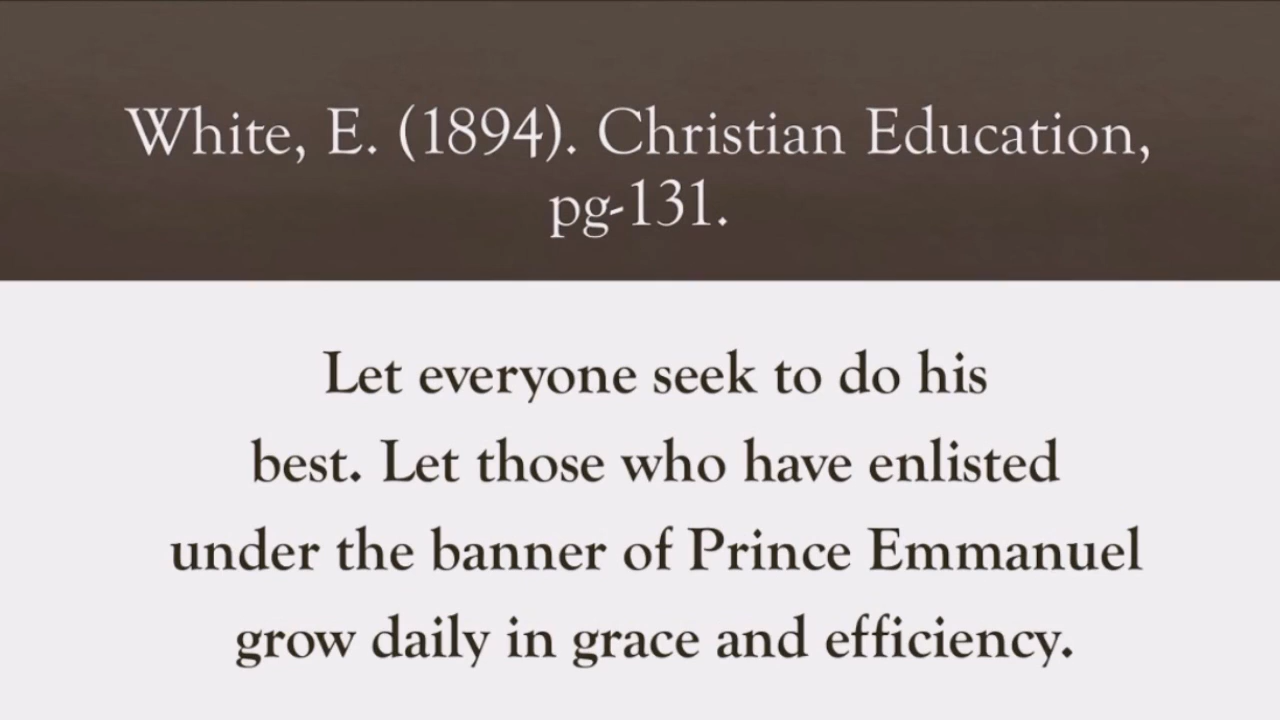 White, E. (1894). Christian Education,
pg-131.
Let everyone seek to do his
best. Let those who have enlisted
under the banner of Prince Emmanuel
grow daily in grace and efficiency.